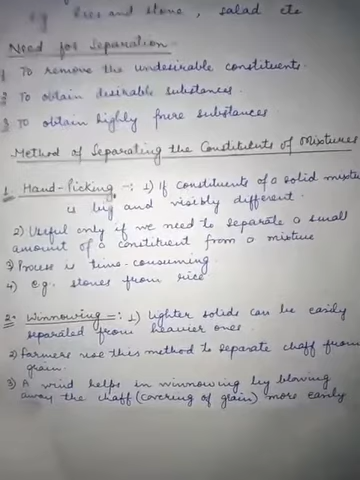 eg Rice and stone, salad etc
Need for Separation
1 To remove the undesirable constituents.
2 To obtain desirable substances.
3 To obtain highly pure substances
Method of Separating the Constituents of Mixtures
1. Hand-Picking -: 1) If constituents of a solid mixtu
is big and visibly different.
2) Useful only if we need to separate a small
amount of a constituent from a mixture
3) Process is time-consuming
4) eg. stones from rice
2. Winnowing -: 1) Lighter solids can be easily
separated from heavier ones.
2) Farmers use this method to separate chaff from
grain.
3) A wind helps in winnowing by blowing
away the chaff (covering of grain) more easily